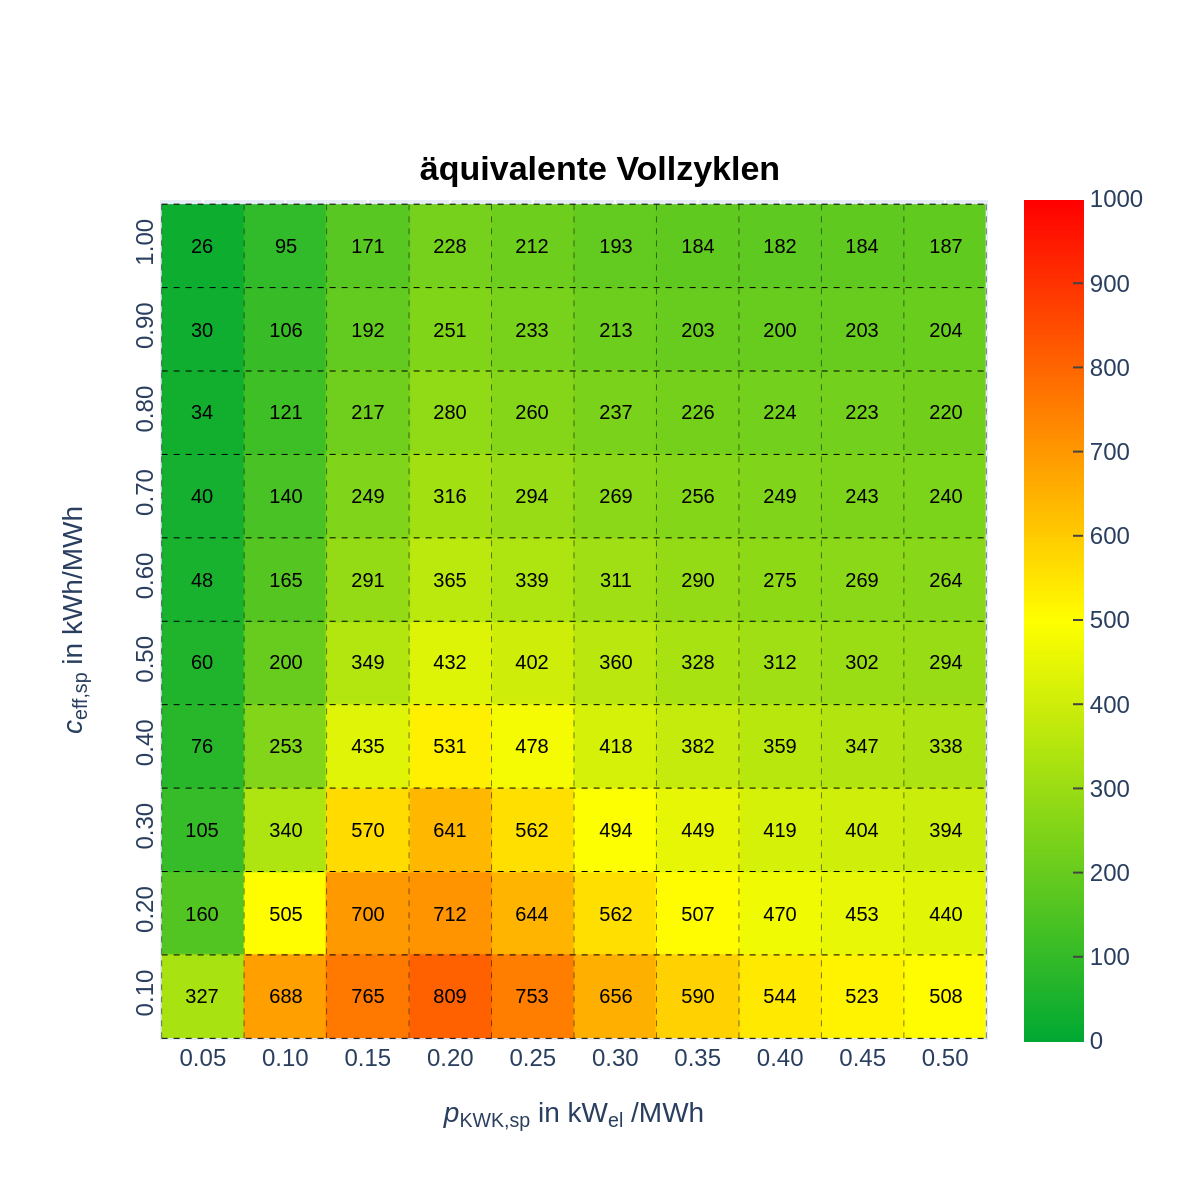 äquivalente Vollzyklen
1.00 26 95 171 228 212 193 184 182 184 187
0.90 30 106 192 251 233 213 203 200 203 204
0.80 34 121 217 280 260 237 226 224 223 220
0.70 40 140 249 316 294 269 256 249 243 240
0.60 48 165 291 365 339 311 290 275 269 264
0.50 60 200 349 432 402 360 328 312 302 294
0.40 76 253 435 531 478 418 382 359 347 338
0.30 105 340 570 641 562 494 449 419 404 394
0.20 160 505 700 712 644 562 507 470 453 440
0.10 327 688 765 809 753 656 590 544 523 508
0.05 0.10 0.15 0.20 0.25 0.30 0.35 0.40 0.45 0.50
p_KWK,sp in kW_el /MWh
c_eff,sp in kWh/MWh
1000
900
800
700
600
500
400
300
200
100
0